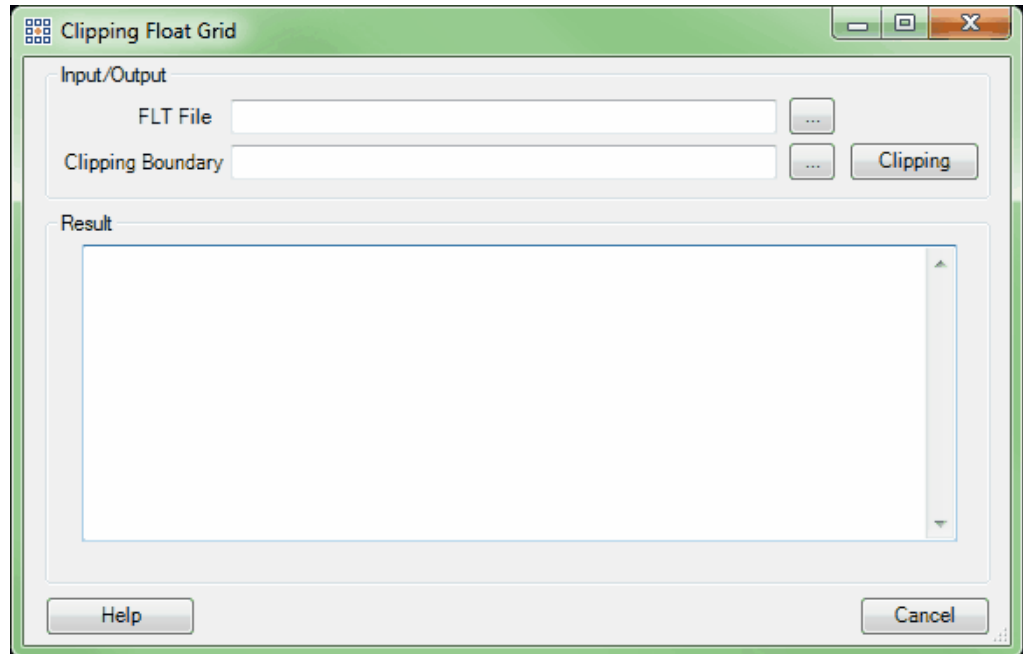 Clipping Float Grid
Input/Output
FLT File ...
Clipping Boundary ... Clipping
Result
Help Cancel